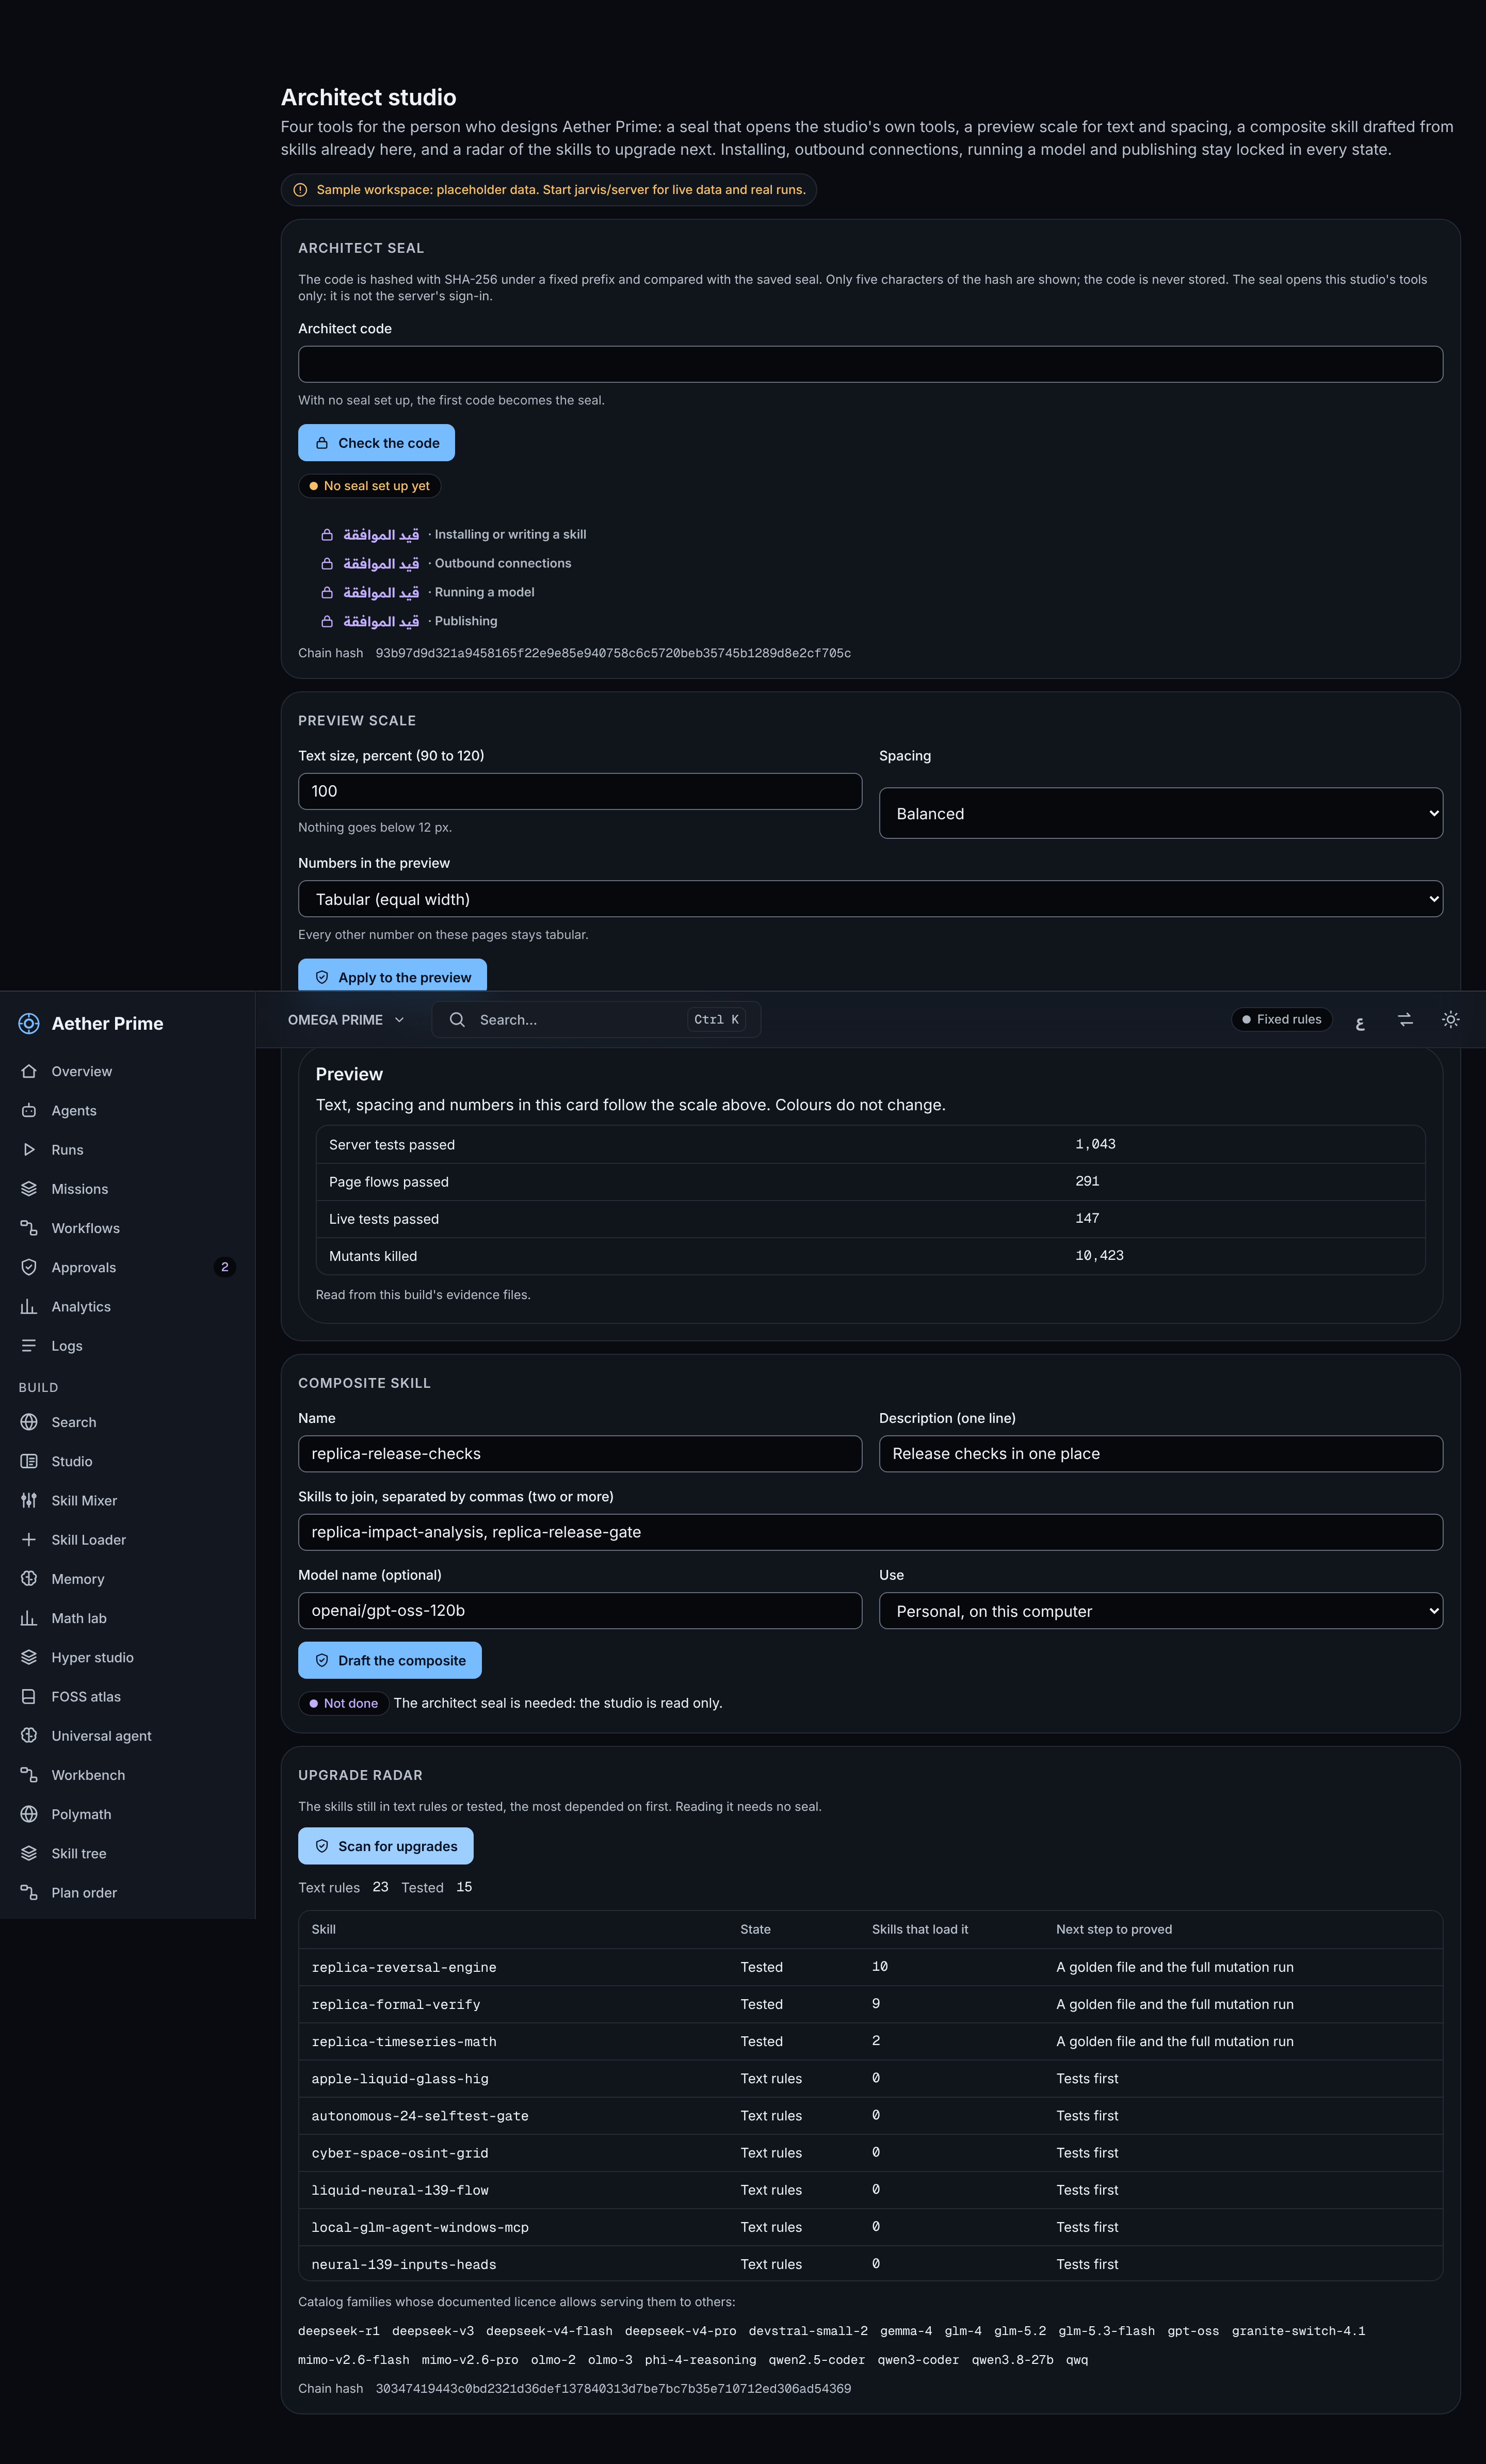 Architect studio
Four tools for the person who designs Aether Prime: a seal that opens the studio's own tools, a preview scale for text and spacing, a composite skill drafted from
skills already here, and a radar of the skills to upgrade next. Installing, outbound connections, running a model and publishing stay locked in every state.
Sample workspace: placeholder data. Start jarvis/server for live data and real runs.
ARCHITECT SEAL
The code is hashed with SHA-256 under a fixed prefix and compared with the saved seal. Only five characters of the hash are shown; the code is never stored. The seal opens this studio's tools
only: it is not the server's sign-in.
Architect code
With no seal set up, the first code becomes the seal.
Check the code
No seal set up yet
قيد الموافقة · Installing or writing a skill
قيد الموافقة · Outbound connections
قيد الموافقة · Running a model
قيد الموافقة · Publishing
Chain hash 93b97d9d321a9458165f22e9e85e940758c6c5720beb35745b1289d8e2cf705c
PREVIEW SCALE
Text size, percent (90 to 120) Spacing
100
Balanced
Nothing goes below 12 px.
Numbers in the preview
Tabular (equal width)
Every other number on these pages stays tabular.
Apply to the preview
Aether Prime
OMEGA PRIME Search... Ctrl K Fixed rules ع
Overview
Agents
Runs
Missions
Workflows
Approvals 2
Analytics
Logs
BUILD
Search
Studio
Skill Mixer
Skill Loader
Memory
Math lab
Hyper studio
FOSS atlas
Universal agent
Workbench
Polymath
Skill tree
Plan order
Preview
Text, spacing and numbers in this card follow the scale above. Colours do not change.
Server tests passed 1,043
Page flows passed 291
Live tests passed 147
Mutants killed 10,423
Read from this build's evidence files.
COMPOSITE SKILL
Name Description (one line)
replica-release-checks Release checks in one place
Skills to join, separated by commas (two or more)
replica-impact-analysis, replica-release-gate
Model name (optional) Use
openai/gpt-oss-120b Personal, on this computer
Draft the composite
Not done The architect seal is needed: the studio is read only.
UPGRADE RADAR
The skills still in text rules or tested, the most depended on first. Reading it needs no seal.
Scan for upgrades
Text rules 23 Tested 15
Skill State Skills that load it Next step to proved
replica-reversal-engine Tested 10 A golden file and the full mutation run
replica-formal-verify Tested 9 A golden file and the full mutation run
replica-timeseries-math Tested 2 A golden file and the full mutation run
apple-liquid-glass-hig Text rules 0 Tests first
autonomous-24-selftest-gate Text rules 0 Tests first
cyber-space-osint-grid Text rules 0 Tests first
liquid-neural-139-flow Text rules 0 Tests first
local-glm-agent-windows-mcp Text rules 0 Tests first
neural-139-inputs-heads Text rules 0 Tests first
Catalog families whose documented licence allows serving them to others:
deepseek-r1 deepseek-v3 deepseek-v4-flash deepseek-v4-pro devstral-small-2 gemma-4 glm-4 glm-5.2 glm-5.3-flash gpt-oss granite-switch-4.1
mimo-v2.6-flash mimo-v2.6-pro olmo-2 olmo-3 phi-4-reasoning qwen2.5-coder qwen3-coder qwen3.8-27b qwq
Chain hash 30347419443c0bd2321d36def137840313d7be7bc7b35e710712ed306ad54369